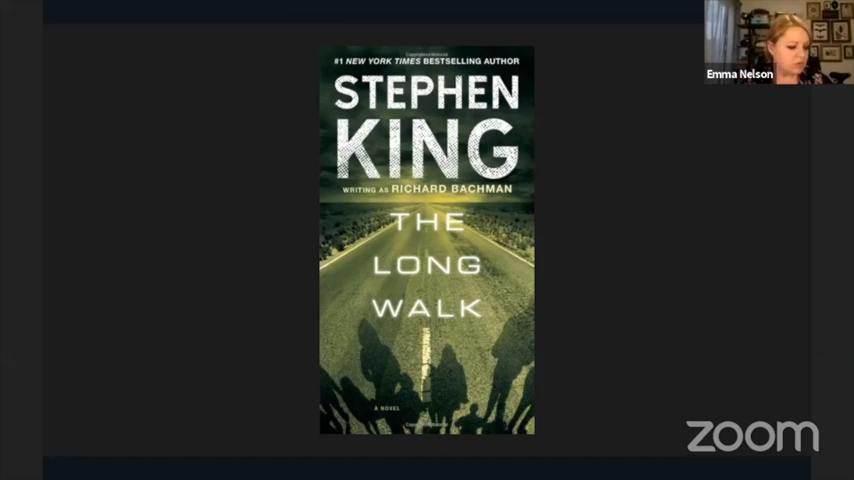 #1 NEW YORK TIMES BESTSELLING AUTHOR
STEPHEN
KING
WRITING AS RICHARD BACHMAN
THE
LONG
WALK
A NOVEL
Emma Nelson
zoom